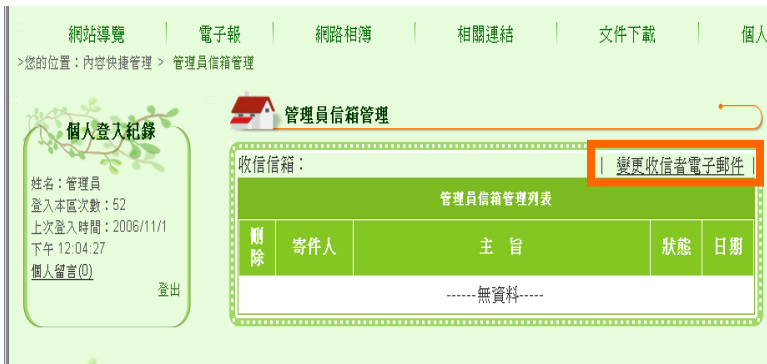 網站導覽 | 電子報 | 網路相簿 | 相關連結 | 文件下載 | 個人
>您的位置：內容快捷管理 > 管理員信箱管理
個人登入紀錄
姓名：管理員
登入本區次數：52
上次登入時間：2006/11/1
下午 12:04:27
個人留言(0)
登出
管理員信箱管理
收信信箱：
| 變更收信者電子郵件 |
管理員信箱管理列表
刪除 寄件人 主 旨 狀態 日期
------無資料-----